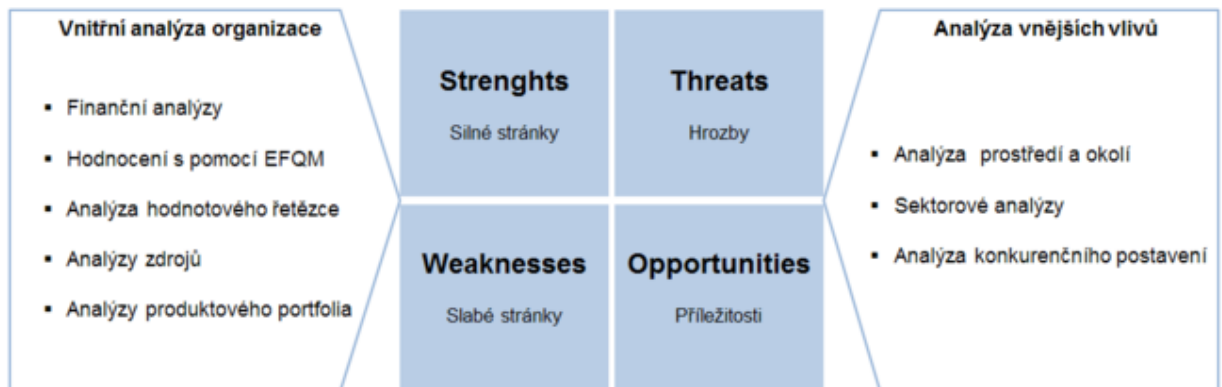 Vnitřní analýza organizace
▪ Finanční analýzy
▪ Hodnocení s pomocí EFQM
▪ Analýza hodnotového řetězce
▪ Analýzy zdrojů
▪ Analýzy produktového portfolia
Strenghts
Silné stránky
Threats
Hrozby
Weaknesses
Slabé stránky
Opportunities
Příležitosti
Analýza vnějších vlivů
▪ Analýza prostředí a okolí
▪ Sektorové analýzy
▪ Analýza konkurenčního postavení